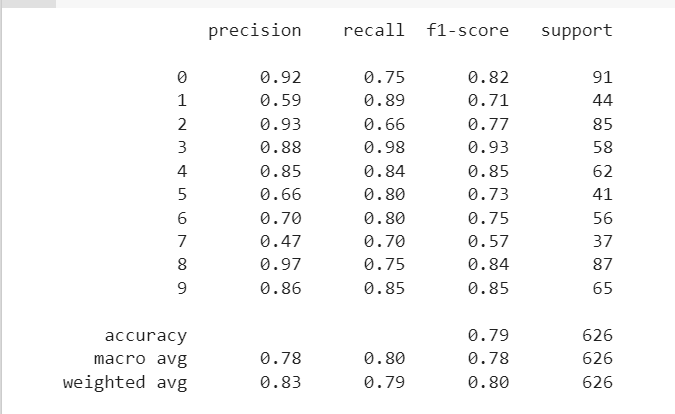 precision recall f1-score support
0 0.92 0.75 0.82 91
1 0.59 0.89 0.71 44
2 0.93 0.66 0.77 85
3 0.88 0.98 0.93 58
4 0.85 0.84 0.85 62
5 0.66 0.80 0.73 41
6 0.70 0.80 0.75 56
7 0.47 0.70 0.57 37
8 0.97 0.75 0.84 87
9 0.86 0.85 0.85 65
accuracy 0.79 626
macro avg 0.78 0.80 0.78 626
weighted avg 0.83 0.79 0.80 626